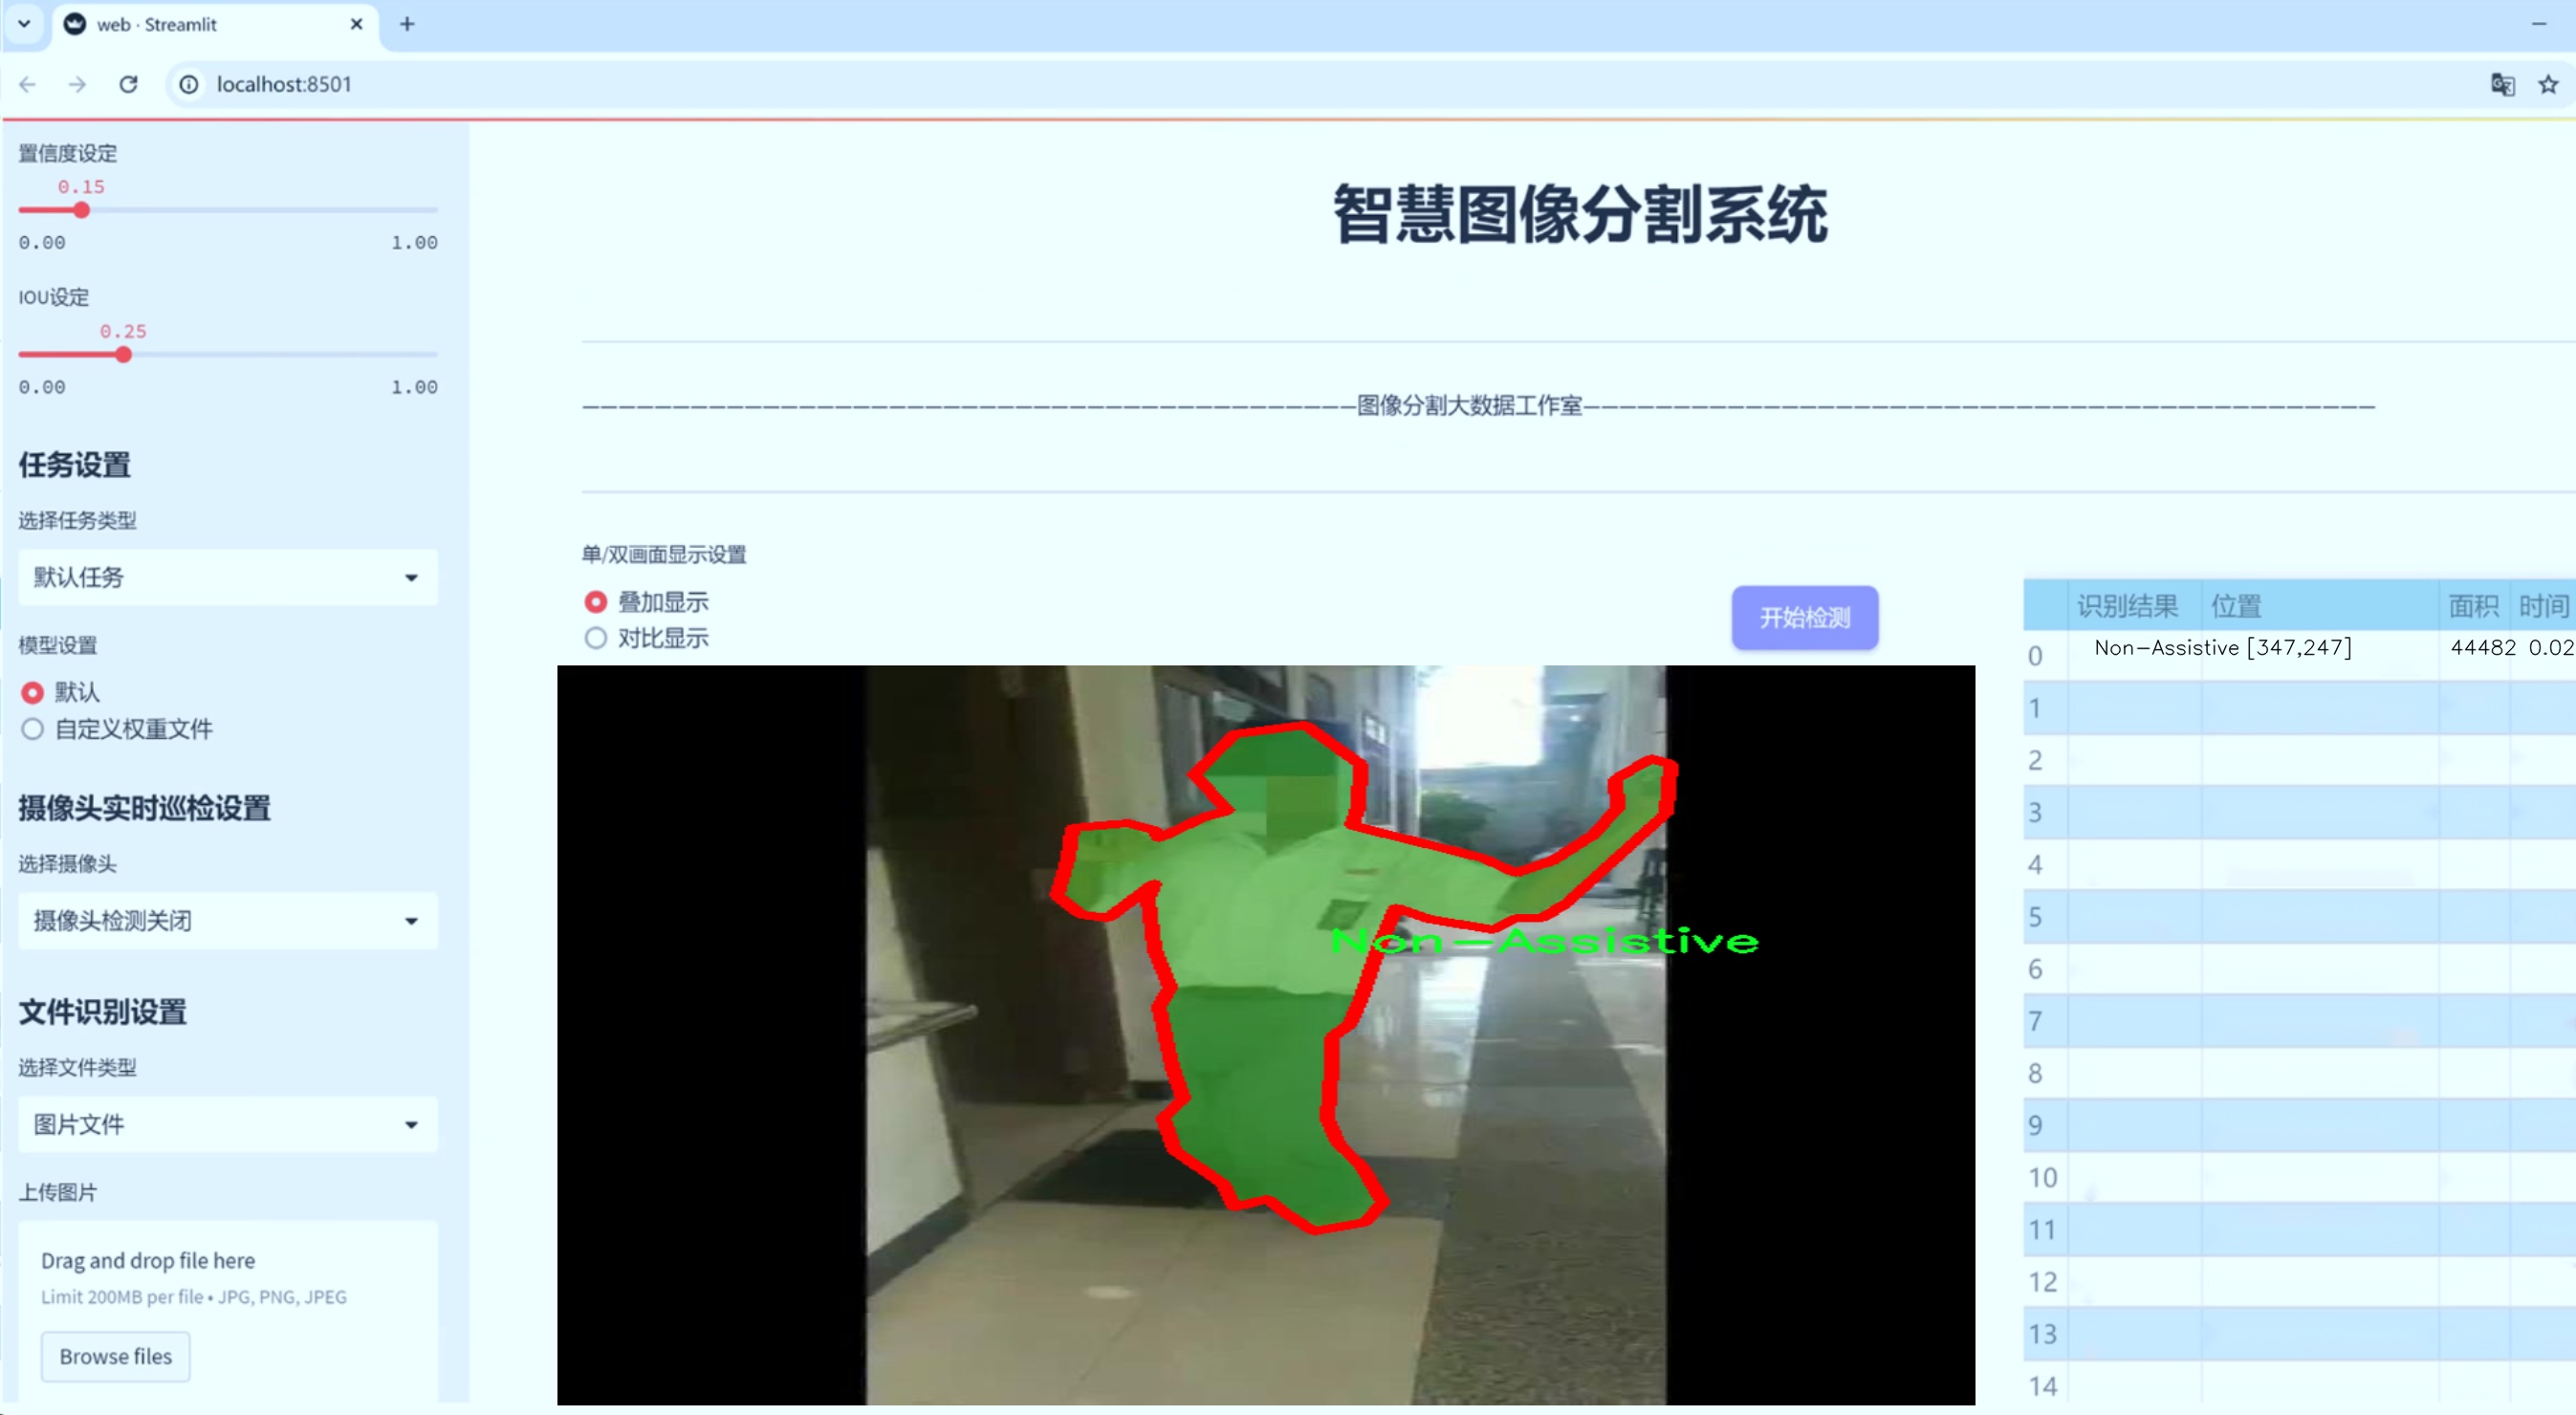 web · Streamlit
localhost:8501
置信度设定
0.15
0.00 1.00
IOU设定
0.25
0.00 1.00
任务设置
选择任务类型
默认任务
模型设置
默认
自定义权重文件
摄像头实时巡检设置
选择摄像头
摄像头检测关闭
文件识别设置
选择文件类型
图片文件
上传图片
Drag and drop file here
Limit 200MB per file • JPG, PNG, JPEG
Browse files
智慧图像分割系统
———————————————————————————————————————————图像分割大数据工作室————————————————————————————————————————————
单/双画面显示设置
叠加显示
对比显示
开始检测
Non-Assistive
识别结果 位置 面积 时间
0 Non-Assistive [347,247] 44482 0.02
1
2
3
4
5
6
7
8
9
10
11
12
13
14